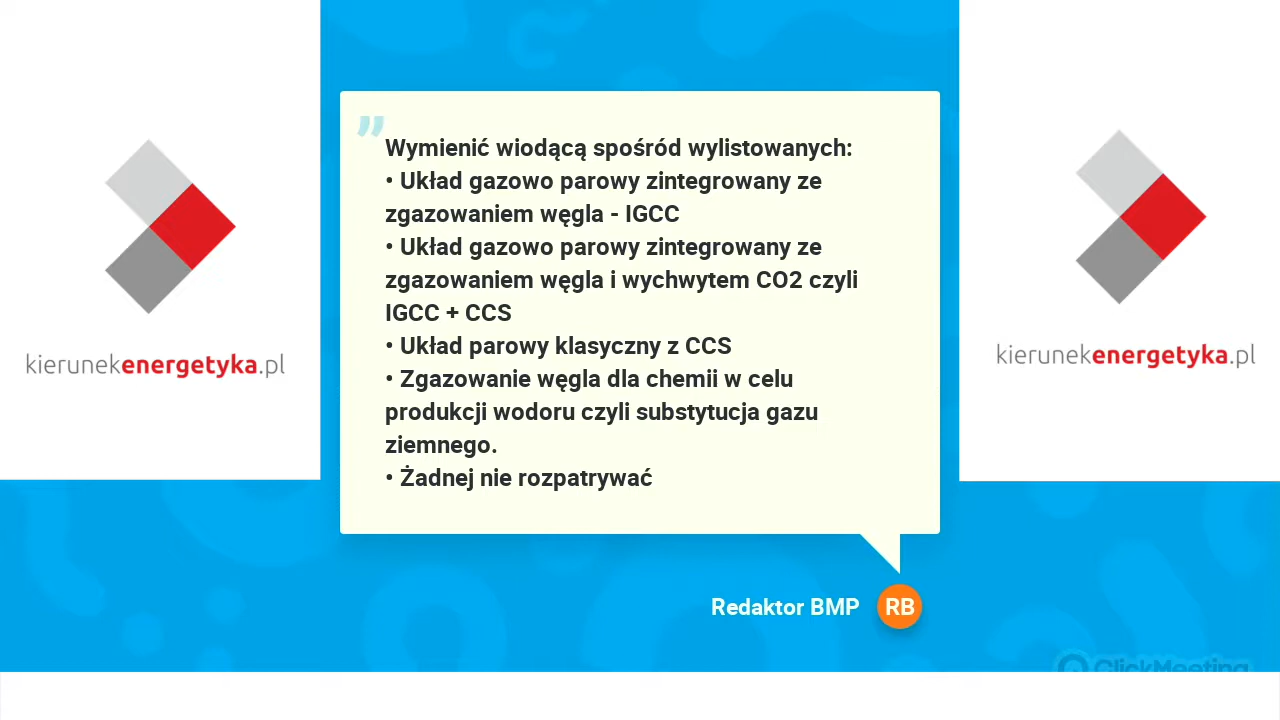 ”
Wymienić wiodącą spośród wylistowanych:
• Układ gazowo parowy zintegrowany ze
zgazowaniem węgla - IGCC
• Układ gazowo parowy zintegrowany ze
zgazowaniem węgla i wychwytem CO2 czyli
IGCC + CCS
• Układ parowy klasyczny z CCS
• Zgazowanie węgla dla chemii w celu
produkcji wodoru czyli substytucja gazu
ziemnego.
• Żadnej nie rozpatrywać
kierunekenergetyka.pl
kierunekenergetyka.pl
Redaktor BMP RB
ClickMeeting